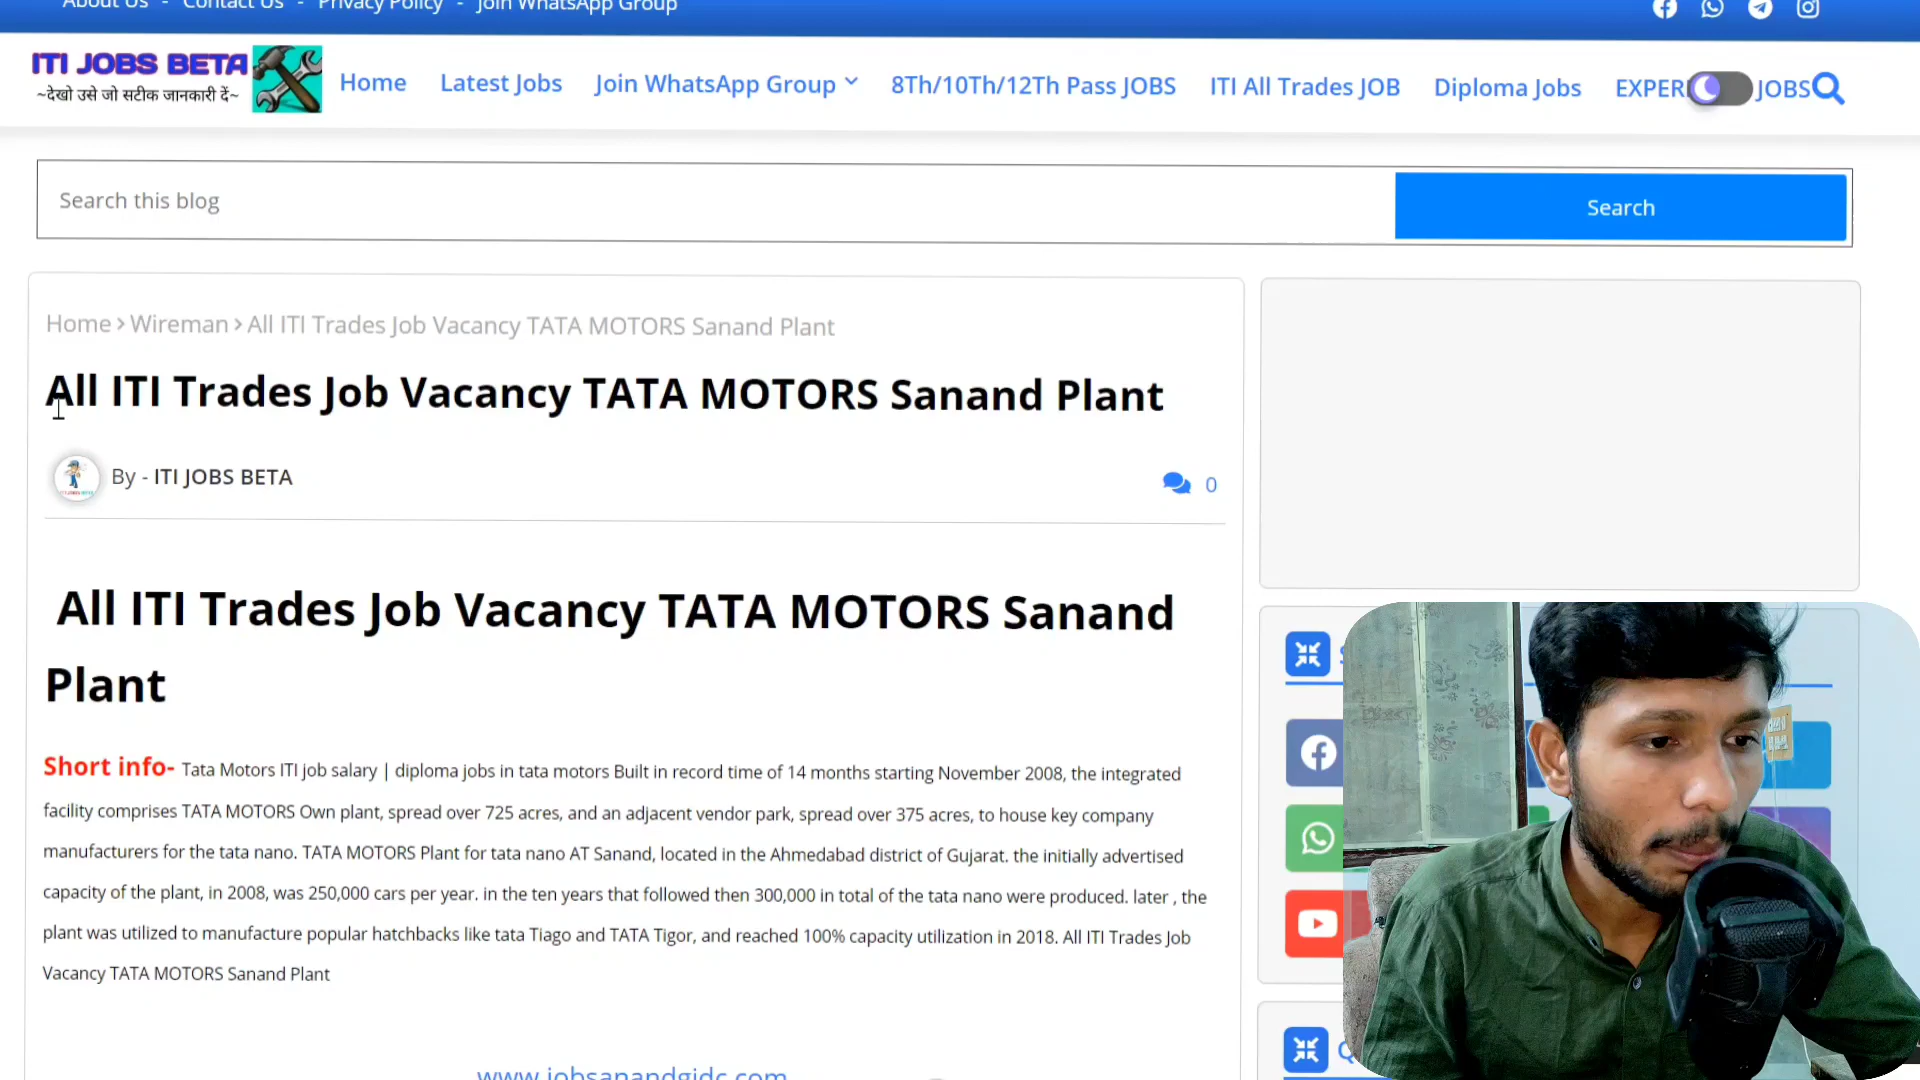 About Us - Contact Us - Privacy Policy - Join WhatsApp Group
ITI JOBS BETA
~देखो उसे जो सटीक जानकारी दें~
Home Latest Jobs Join WhatsApp Group 8Th/10Th/12Th Pass JOBS ITI All Trades JOB Diploma Jobs EXPER JOBS
Search this blog
Search
Home > Wireman > All ITI Trades Job Vacancy TATA MOTORS Sanand Plant
All ITI Trades Job Vacancy TATA MOTORS Sanand Plant
By - ITI JOBS BETA
0
All ITI Trades Job Vacancy TATA MOTORS Sanand
Plant
Short info- Tata Motors ITI job salary | diploma jobs in tata motors Built in record time of 14 months starting November 2008, the integrated
facility comprises TATA MOTORS Own plant, spread over 725 acres, and an adjacent vendor park, spread over 375 acres, to house key company
manufacturers for the tata nano. TATA MOTORS Plant for tata nano AT Sanand, located in the Ahmedabad district of Gujarat. the initially advertised
capacity of the plant, in 2008, was 250,000 cars per year. in the ten years that followed then 300,000 in total of the tata nano were produced. later , the
plant was utilized to manufacture popular hatchbacks like tata Tiago and TATA Tigor, and reached 100% capacity utilization in 2018. All ITI Trades Job
Vacancy TATA MOTORS Sanand Plant
www.jobsanandgidc.com